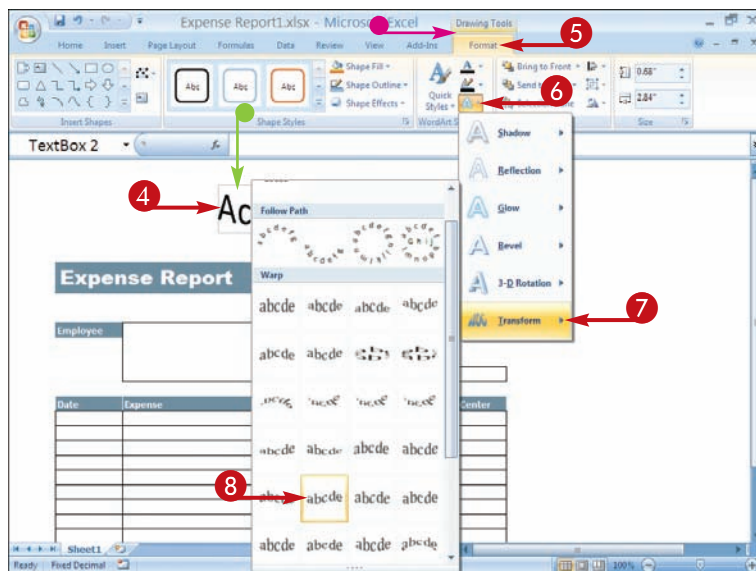 Expense Report1.xlsx - Microsoft Excel
Drawing Tools
Home Insert Page Layout Formulas Data Review View Add-Ins Format
5
Abc Abc Abc
Shape Fill
Shape Outline
Shape Effects
Quick Styles
Bring to Front
Send to
6
0.68"
2.84"
Insert Shapes
Shape Styles
WordArt S
Size
TextBox 2
fx
4
Ac
Shadow
Reflection
Glow
Bevel
3-D Rotation
Transform
7
Follow Path
Warp
abcde abcde abcde abcde
abcde abcde
abcde abcde abcde abcde
8
abcde abcde abcde abcde
abcde abcde abcde abcde
Expense Report
Employee
Date Expense Center
Sheet1
Ready Fixed Decimal 100%